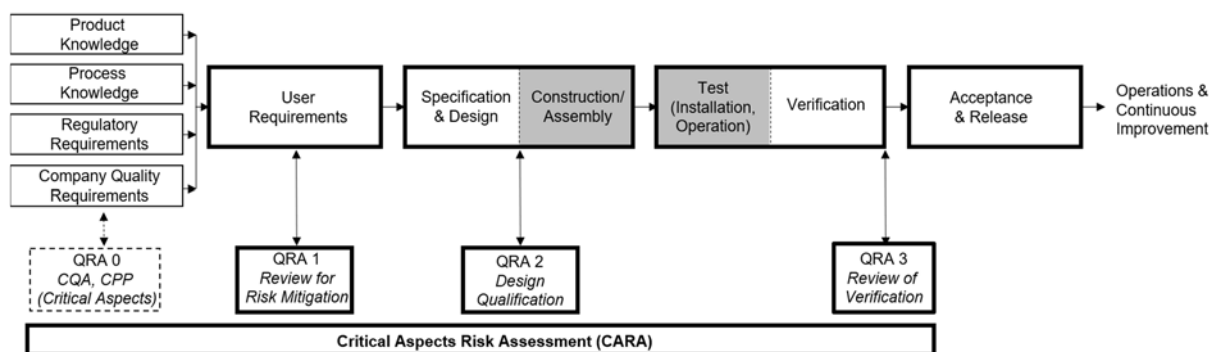 Product
Knowledge
Process
Knowledge
Regulatory
Requirements
Company Quality
Requirements
User
Requirements
Specification
& Design
Construction/
Assembly
Test
(Installation,
Operation)
Verification
Acceptance
& Release
Operations &
Continuous
Improvement
QRA 0
CQA, CPP
(Critical Aspects)
QRA 1
Review for
Risk Mitigation
QRA 2
Design
Qualification
QRA 3
Review of
Verification
Critical Aspects Risk Assessment (CARA)